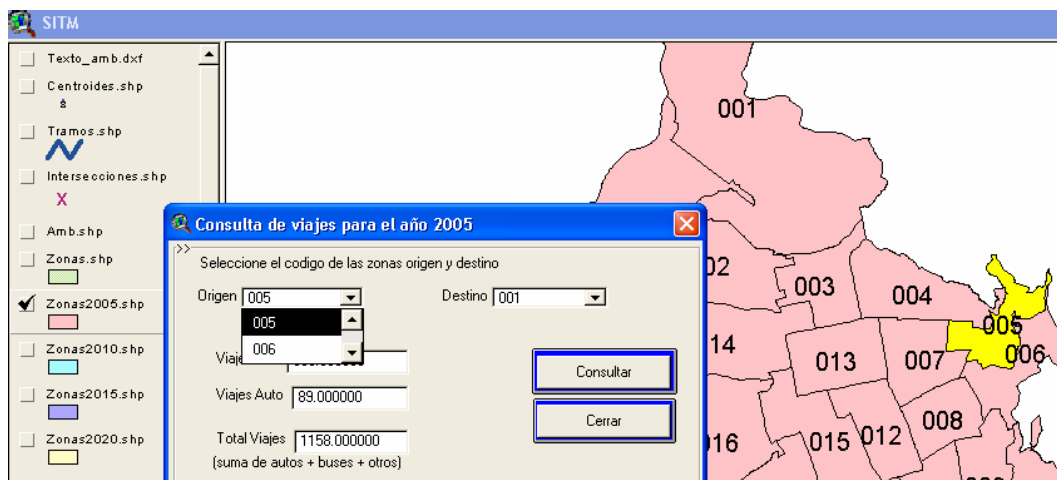 SITM
Texto_amb.dxf
Centroides.shp
Tramos.shp
Intersecciones.shp
Amb.shp
Zonas.shp
Zonas2005.shp
Zonas2010.shp
Zonas2015.shp
Zonas2020.shp
Consulta de viajes para el año 2005
>>
Seleccione el codigo de las zonas origen y destino
Origen 005
Destino 001
005
006
Viajes Auto 89.000000
Total Viajes 1158.000000
(suma de autos + buses + otros)
Consultar
Cerrar
001
02
003
004
005
14
013
007
006
008
16
015
012